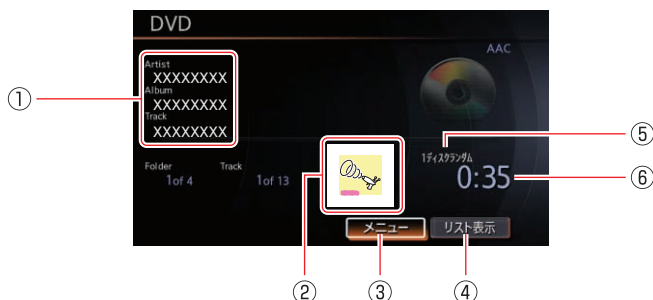 DVD
AAC
Artist
XXXXXXXX
Album
XXXXXXXX
Track
XXXXXXXX
①
⑤
1ディスクランダム
Folder Track
1of 4 1of 13
0:35
⑥
メニュー リスト表示
② ③ ④